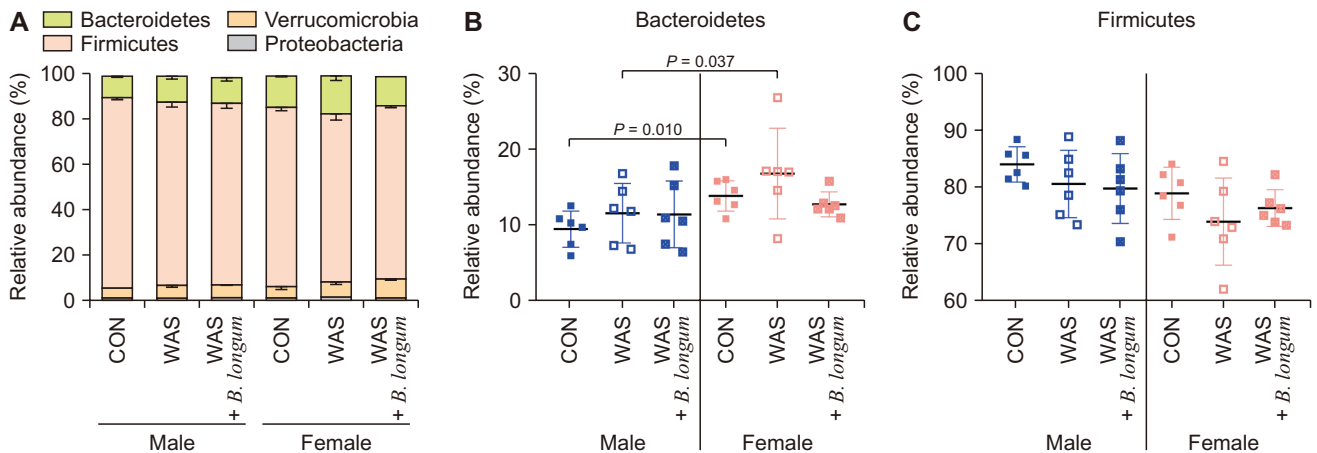 A
Bacteroidetes
Verrucomicrobia
Firmicutes
Proteobacteria
Relative abundance (%)
100
80
60
40
20
0
CON
WAS
WAS
+ B. longum
CON
WAS
WAS
+ B. longum
Male
Female
B
Bacteroidetes
Relative abundance (%)
30
20
10
0
P = 0.037
P = 0.010
CON
WAS
WAS
+ B. longum
CON
WAS
WAS
+ B. longum
Male
Female
C
Firmicutes
Relative abundance (%)
100
90
80
70
60
CON
WAS
WAS
+ B. longum
CON
WAS
WAS
+ B. longum
Male
Female